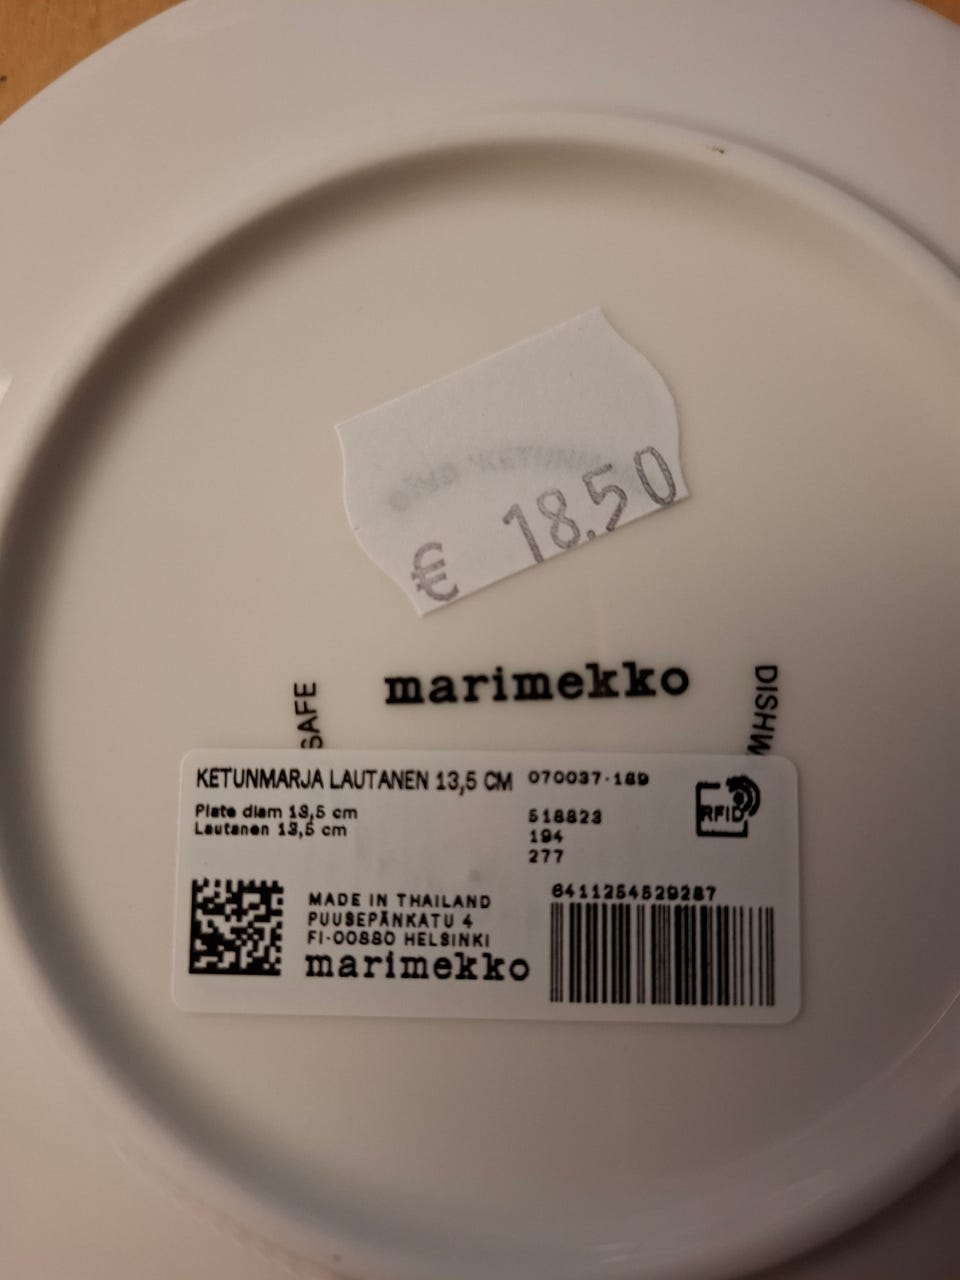 € 18.50
marimekko
SAFE
DISHW
KETUNMARJA LAUTANEN 13,5 CM 070037-189
Plate diam 13,5 cm
Lautanen 13,5 cm
518823
194
277
RFID
MADE IN THAILAND
PUUSEPÄNKATU 4
FI-00880 HELSINKI
marimekko
6411254529287